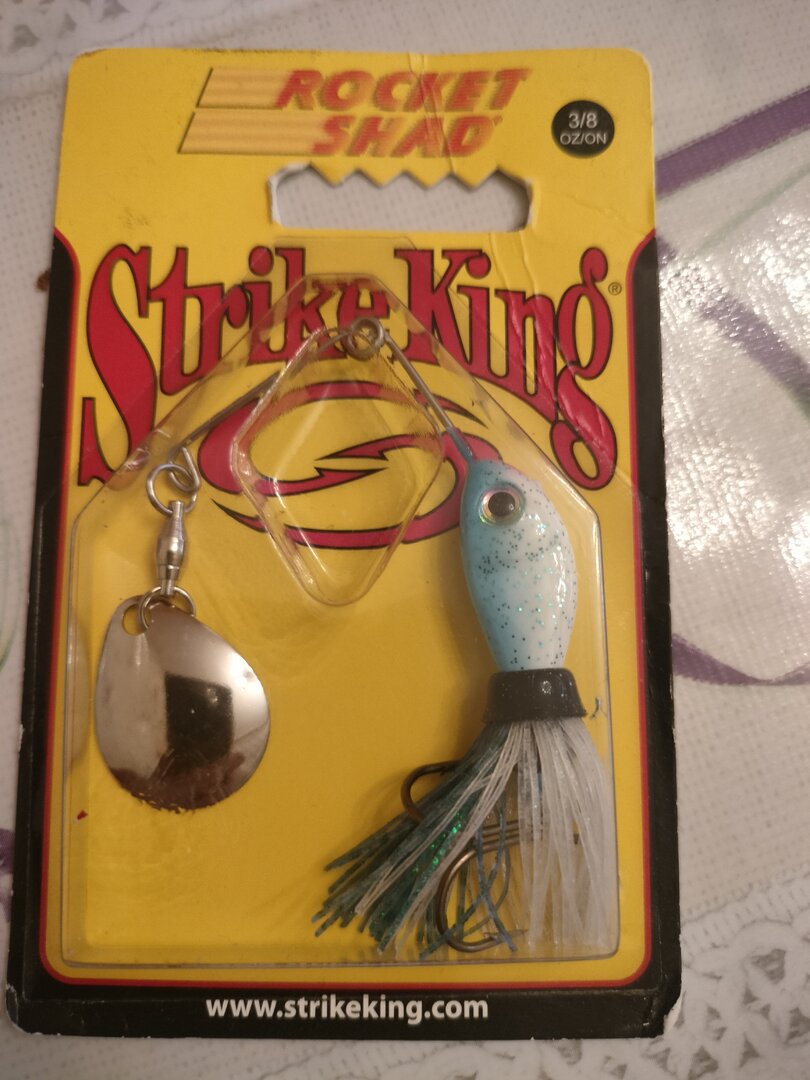 ROCKET
SHAD®
3/8
OZ/ON
Strike King®
www.strikeking.com